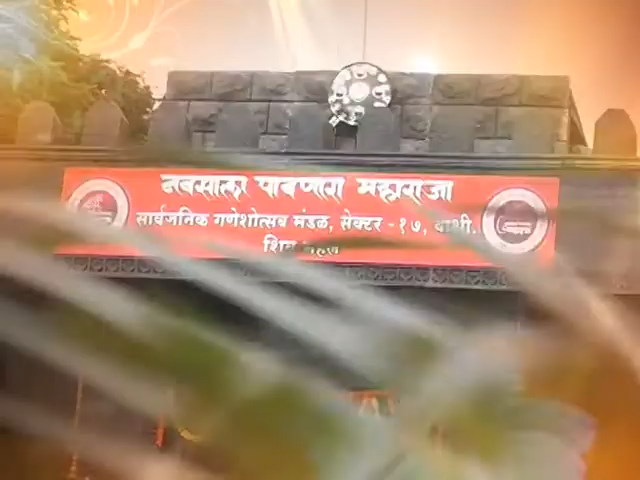 नवसाला पावणारा महाराजा
सार्वजनिक गणेशोत्सव मंडळ, सेक्टर - १७, वाशी.